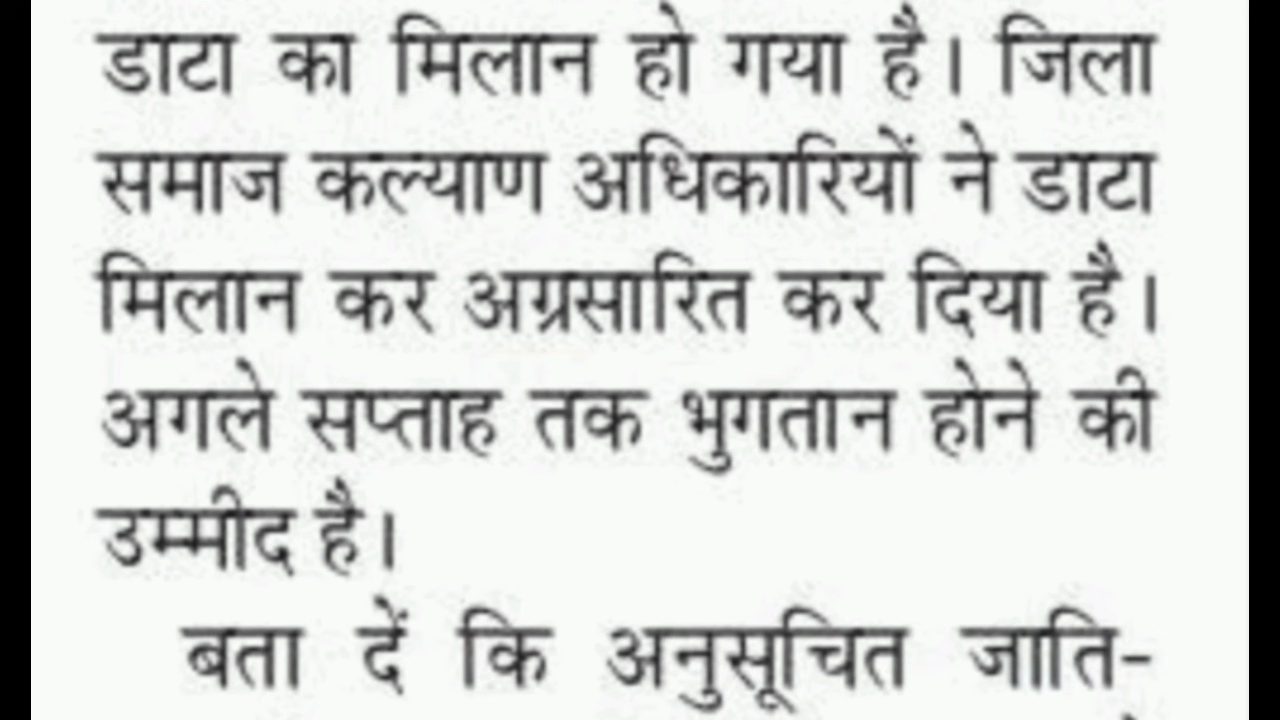 डाटा का मिलान हो गया है। जिला
समाज कल्याण अधिकारियों ने डाटा
मिलान कर अग्रसारित कर दिया है।
अगले सप्ताह तक भुगतान होने की
उम्मीद है।
बता दें कि अनुसूचित जाति-